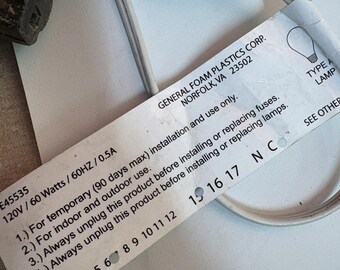 GENERAL FOAM PLASTICS CORP.
NORFOLK, VA 23502
TYPE A
LAMP
E45535
120V / 60 Watts / 60HZ / 0.5A
SEE OTHER
1.) For temporary (90 days max) installation and use only.
2.) For indoor and outdoor use.
3.) Always unplug this product before installing or replacing fuses.
Always unplug this product before installing or replacing lamps.
5 6 8 9 10 11 12 15 16 17 N C